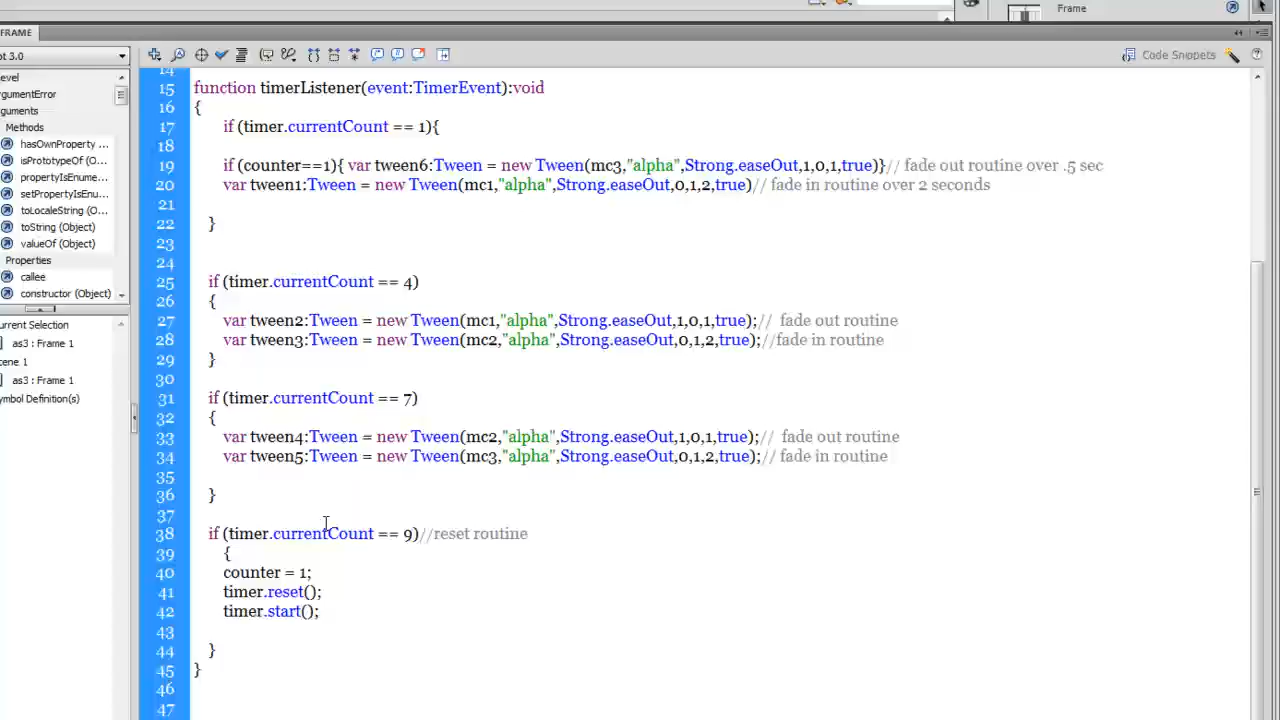 Frame
FRAME
pt 3.0
Code Snippets
evel
rgumentError
guments
Methods
hasOwnProperty ...
isPrototypeOf (O...
propertyIsEnume...
setPropertyIsEnu...
toLocaleString (O...
toString (Object)
valueOf (Object)
Properties
callee
constructor (Object)
urrent Selection
as3 : Frame 1
cene 1
as3 : Frame 1
ymbol Definition(s)
14
15 function timerListener(event:TimerEvent):void
16 {
17 if (timer.currentCount == 1){
18
19 if (counter==1){ var tween6:Tween = new Tween(mc3,"alpha",Strong.easeOut,1,0,1,true)}// fade out routine over .5 sec
20 var tween1:Tween = new Tween(mc1,"alpha",Strong.easeOut,0,1,2,true)// fade in routine over 2 seconds
21
22 }
23
24
25 if (timer.currentCount == 4)
26 {
27 var tween2:Tween = new Tween(mc1,"alpha",Strong.easeOut,1,0,1,true);// fade out routine
28 var tween3:Tween = new Tween(mc2,"alpha",Strong.easeOut,0,1,2,true);//fade in routine
29 }
30
31 if (timer.currentCount == 7)
32 {
33 var tween4:Tween = new Tween(mc2,"alpha",Strong.easeOut,1,0,1,true);// fade out routine
34 var tween5:Tween = new Tween(mc3,"alpha",Strong.easeOut,0,1,2,true);// fade in routine
35
36 }
37
38 if (timer.currentCount == 9)//reset routine
39 {
40 counter = 1;
41 timer.reset();
42 timer.start();
43
44 }
45 }
46
47